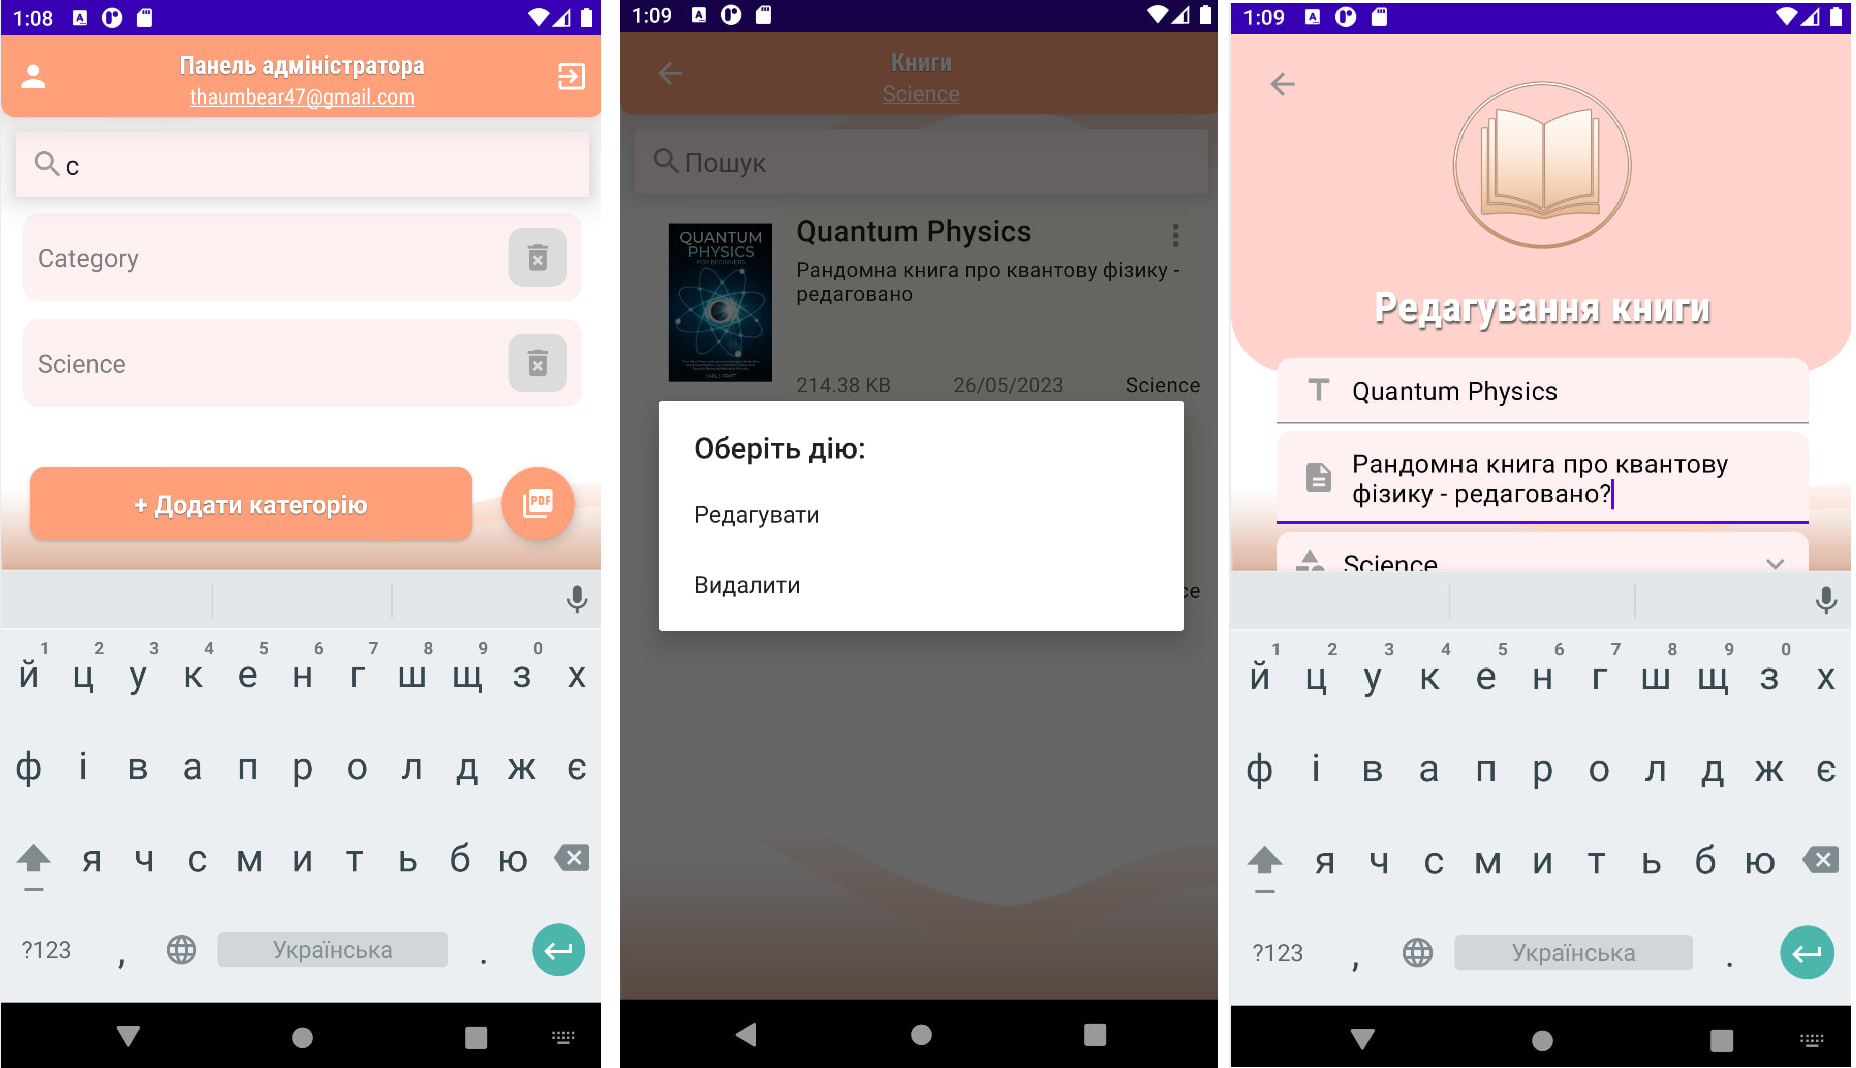 1:08
Панель адміністратора
thaumbear47@gmail.com
c
Category
Science
+ Додати категорію
PDF
1 2 3 4 5 6 7 8 9 0
й ц у к е н г ш щ з х
ф і в а п р о л д ж є
я ч с м и т ь б ю
?123 , Українська .
1:09
Книги
Science
Пошук
QUANTUM
PHYSICS
FOR BEGINNERS
Quantum Physics
Рандомна книга про квантову фізику -
редаговано
214.38 KB 26/05/2023 Science
Оберіть дію:
Редагувати
Видалити
ce
1:09
Редагування книги
Quantum Physics
Рандомна книга про квантову
фізику - редаговано?
Science
1 2 3 4 5 6 7 8 9 0
й ц у к е н г ш щ з х
ф і в а п р о л д ж є
я ч с м и т ь б ю
?123 , Українська .